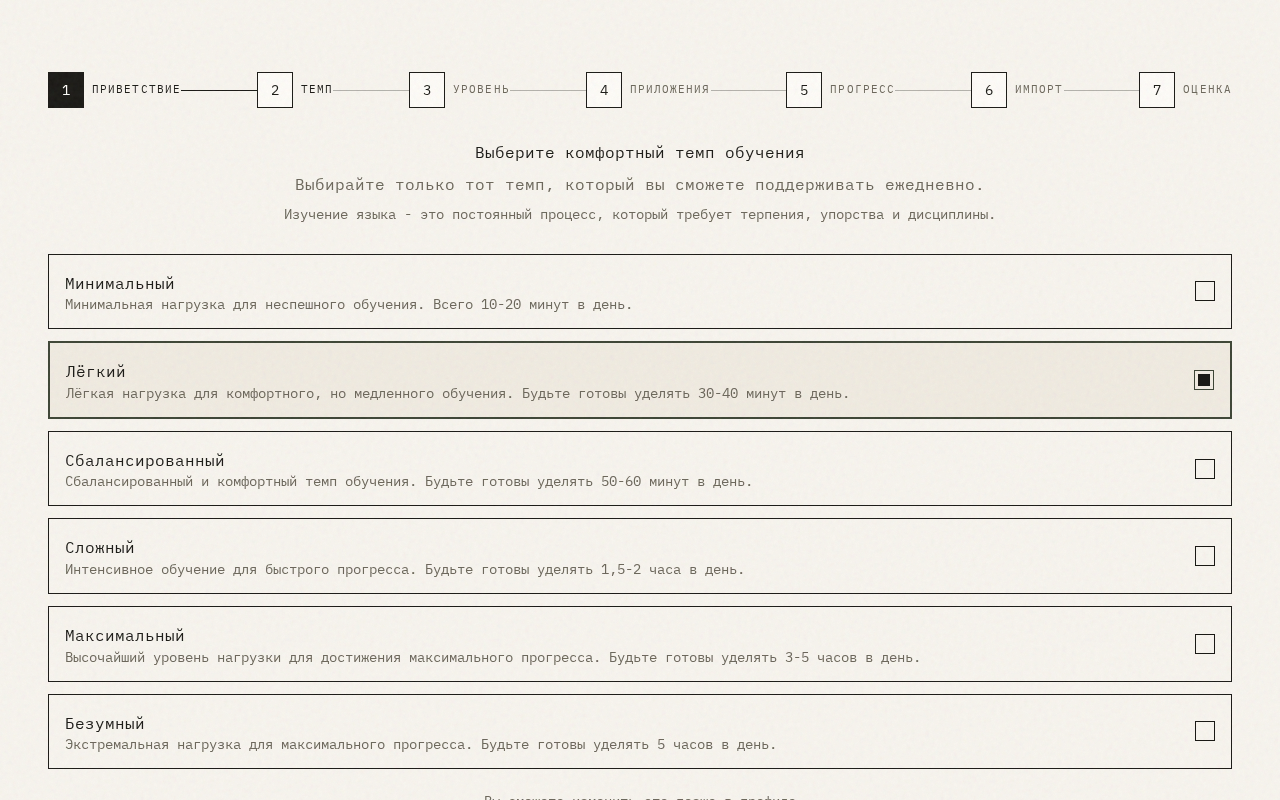 1 ПРИВЕТСТВИЕ 2 ТЕМП 3 УРОВЕНЬ 4 ПРИЛОЖЕНИЯ 5 ПРОГРЕСС 6 ИМПОРТ 7 ОЦЕНКА
Выберите комфортный темп обучения
Выбирайте только тот темп, который вы сможете поддерживать ежедневно.
Изучение языка - это постоянный процесс, который требует терпения, упорства и дисциплины.
Минимальный
Минимальная нагрузка для неспешного обучения. Всего 10-20 минут в день.
Лёгкий
Лёгкая нагрузка для комфортного, но медленного обучения. Будьте готовы уделять 30-40 минут в день.
Сбалансированный
Сбалансированный и комфортный темп обучения. Будьте готовы уделять 50-60 минут в день.
Сложный
Интенсивное обучение для быстрого прогресса. Будьте готовы уделять 1,5-2 часа в день.
Максимальный
Высочайший уровень нагрузки для достижения максимального прогресса. Будьте готовы уделять 3-5 часов в день.
Безумный
Экстремальная нагрузка для максимального прогресса. Будьте готовы уделять 5 часов в день.